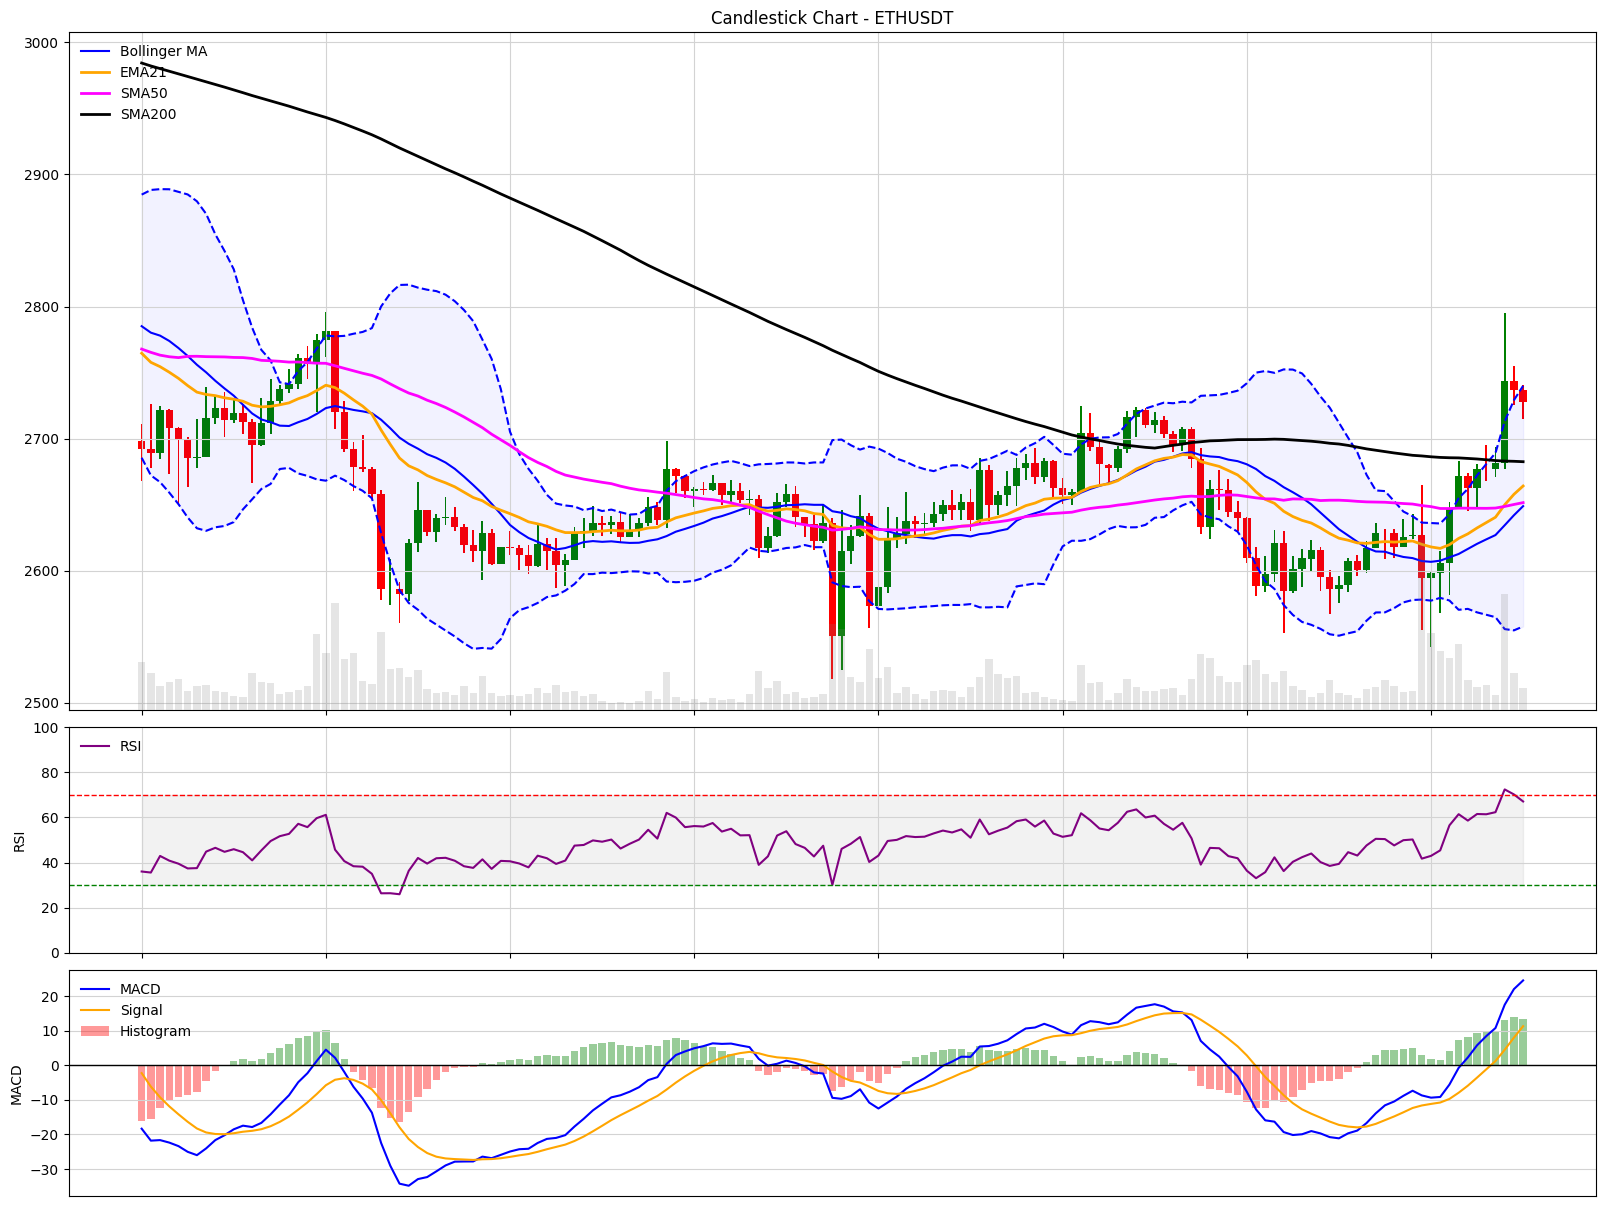 Candlestick Chart - ETHUSDT
3000
2900
2800
2700
2600
2500
Bollinger MA
EMA21
SMA50
SMA200
100
80
60
40
20
0
RSI
RSI
20
10
0
−10
−20
−30
MACD
MACD
Signal
Histogram